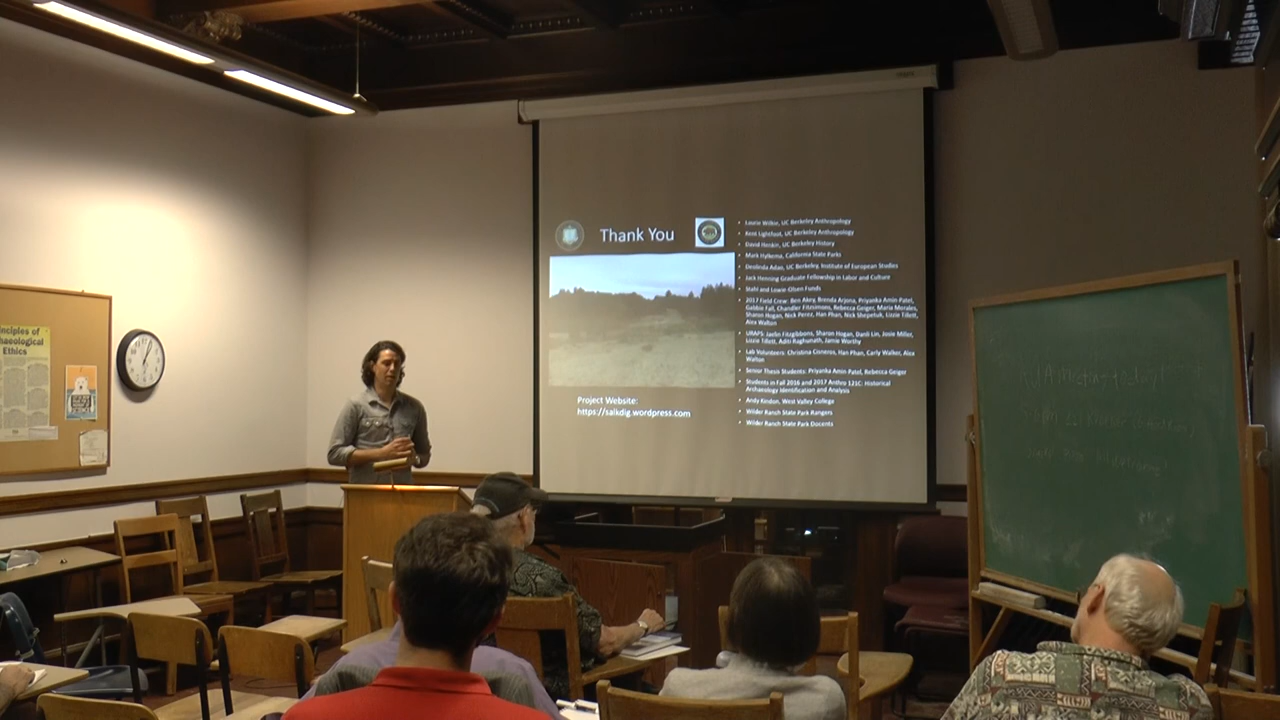 Thank You
Project Website:
https://salkdig.wordpress.com
• Laurie Wilkie, UC Berkeley Anthropology
• Kent Lightfoot, UC Berkeley Anthropology
• David Henkin, UC Berkeley History
• Mark Hylkema, California State Parks
• Deolinda Adao, UC Berkeley, Institute of European Studies
• Jack Henning Graduate Fellowship in Labor and Culture
• Stahl and Lowie-Olsen Funds
• 2017 Field Crew: Ben Akey, Brenda Arjona, Priyanka Amin Patel,
Gabbie Fall, Chandler Fitzsimons, Rebecca Geiger, Maria Morales,
Sharon Hogan, Nick Perez, Han Phan, Nick Shepetuk, Lizzie Tillett,
Alex Walton
• URAPS: Jaelin Fitzgibbons, Sharon Hogan, Danli Lin, Josie Miller,
Lizzie Tillett, Aditi Raghunath, Jamie Worthy
• Lab Volunteers: Christina Cisneros, Han Phan, Carly Walker, Alex
Walton
• Senior Thesis Students: Priyanka Amin Patel, Rebecca Geiger
• Students in Fall 2016 and 2017 Anthro 121C: Historical
Archaeology Identification and Analysis
• Andy Kindon, West Valley College
• Wilder Ranch State Park Rangers
• Wilder Ranch State Park Docents
nciples of
haeological
Ethics